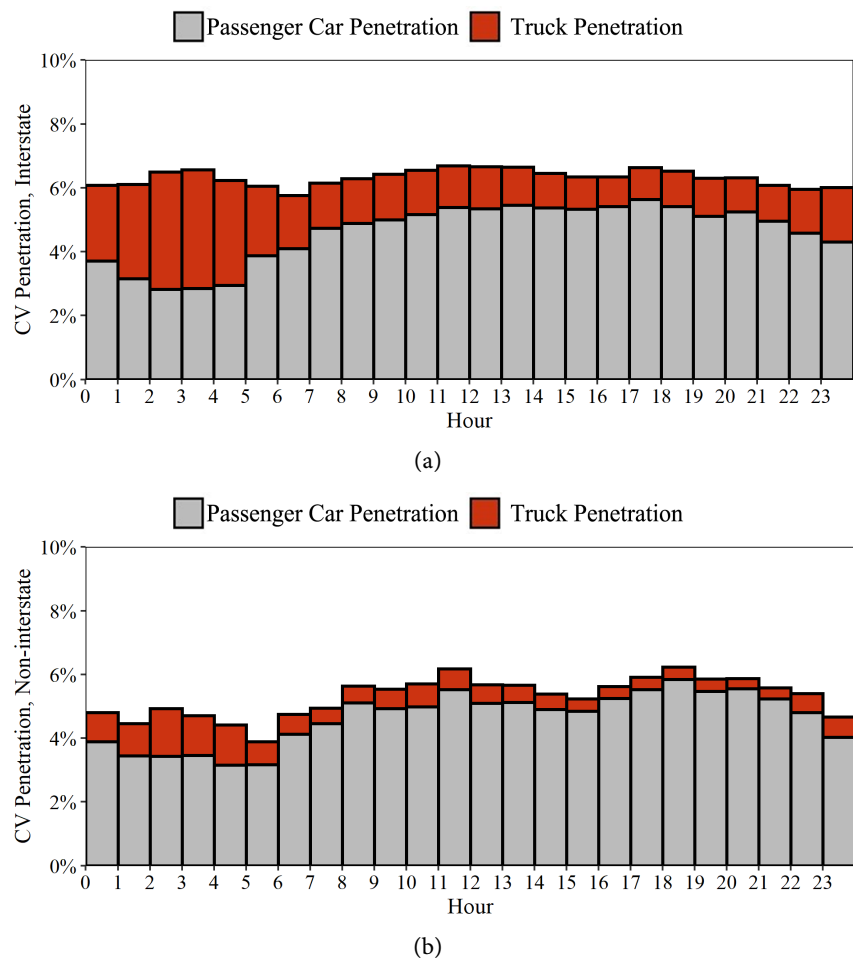 Passenger Car Penetration Truck Penetration
10%
8%
6%
4%
2%
0%
CV Penetration, Interstate
0 1 2 3 4 5 6 7 8 9 10 11 12 13 14 15 16 17 18 19 20 21 22 23
Hour
(a)
Passenger Car Penetration Truck Penetration
10%
8%
6%
4%
2%
0%
CV Penetration, Non-interstate
0 1 2 3 4 5 6 7 8 9 10 11 12 13 14 15 16 17 18 19 20 21 22 23
Hour
(b)